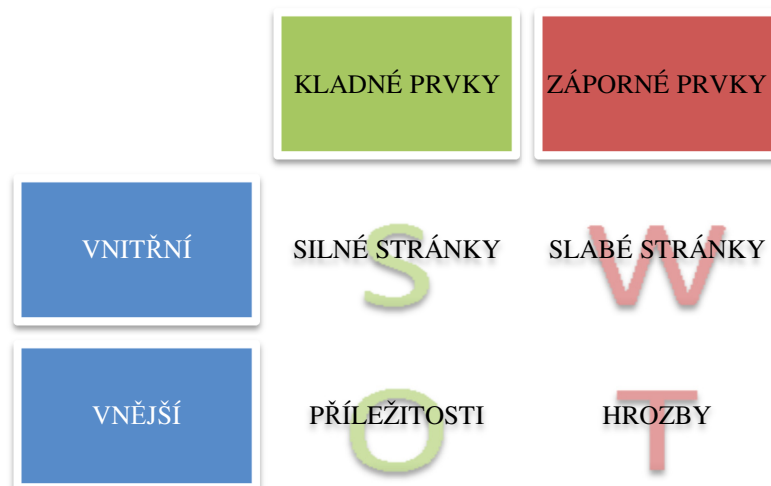 KLADNÉ PRVKY ZÁPORNÉ PRVKY
VNITŘNÍ SILNÉ STRÁNKY SLABÉ STRÁNKY
S W
VNĚJŠÍ PŘÍLEŽITOSTI HROZBY
O T